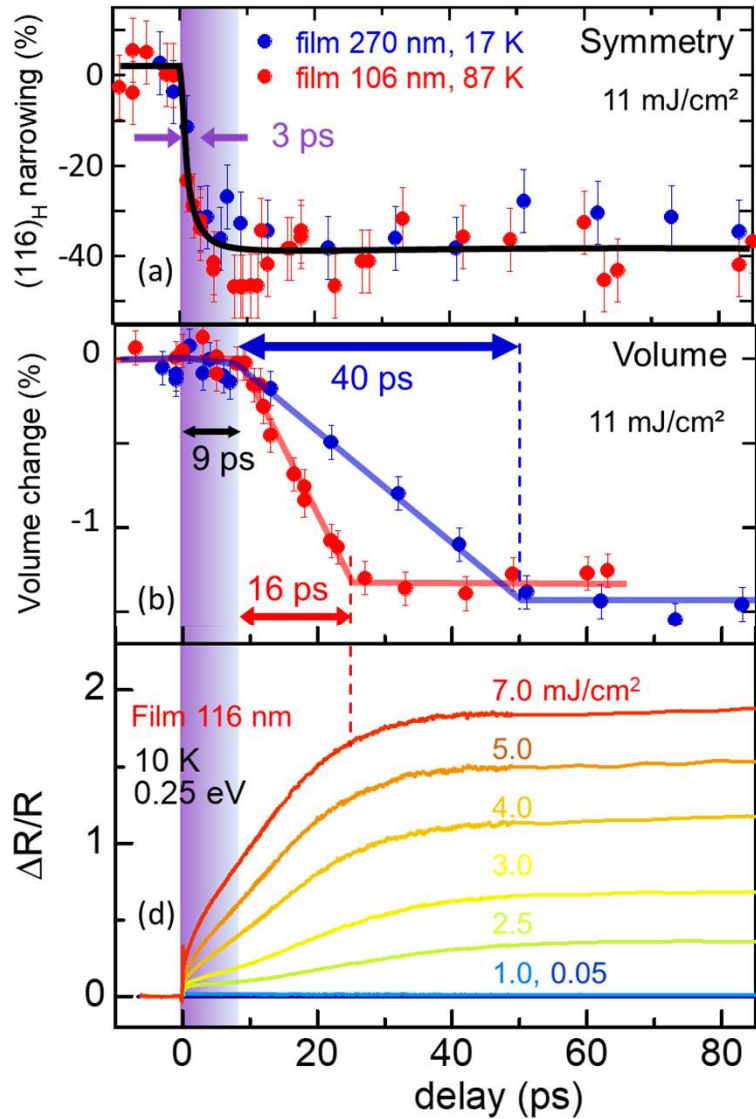 film 270 nm, 17 K
film 106 nm, 87 K
Symmetry
11 mJ/cm²
3 ps
(a)
(116)H narrowing (%)
0
-20
-40
Volume
11 mJ/cm²
40 ps
9 ps
16 ps
(b)
Volume change (%)
0
-1
Film 116 nm
10 K
0.25 eV
7.0 mJ/cm²
5.0
4.0
3.0
2.5
1.0, 0.05
(d)
ΔR/R
2
1
0
0 20 40 60 80
delay (ps)